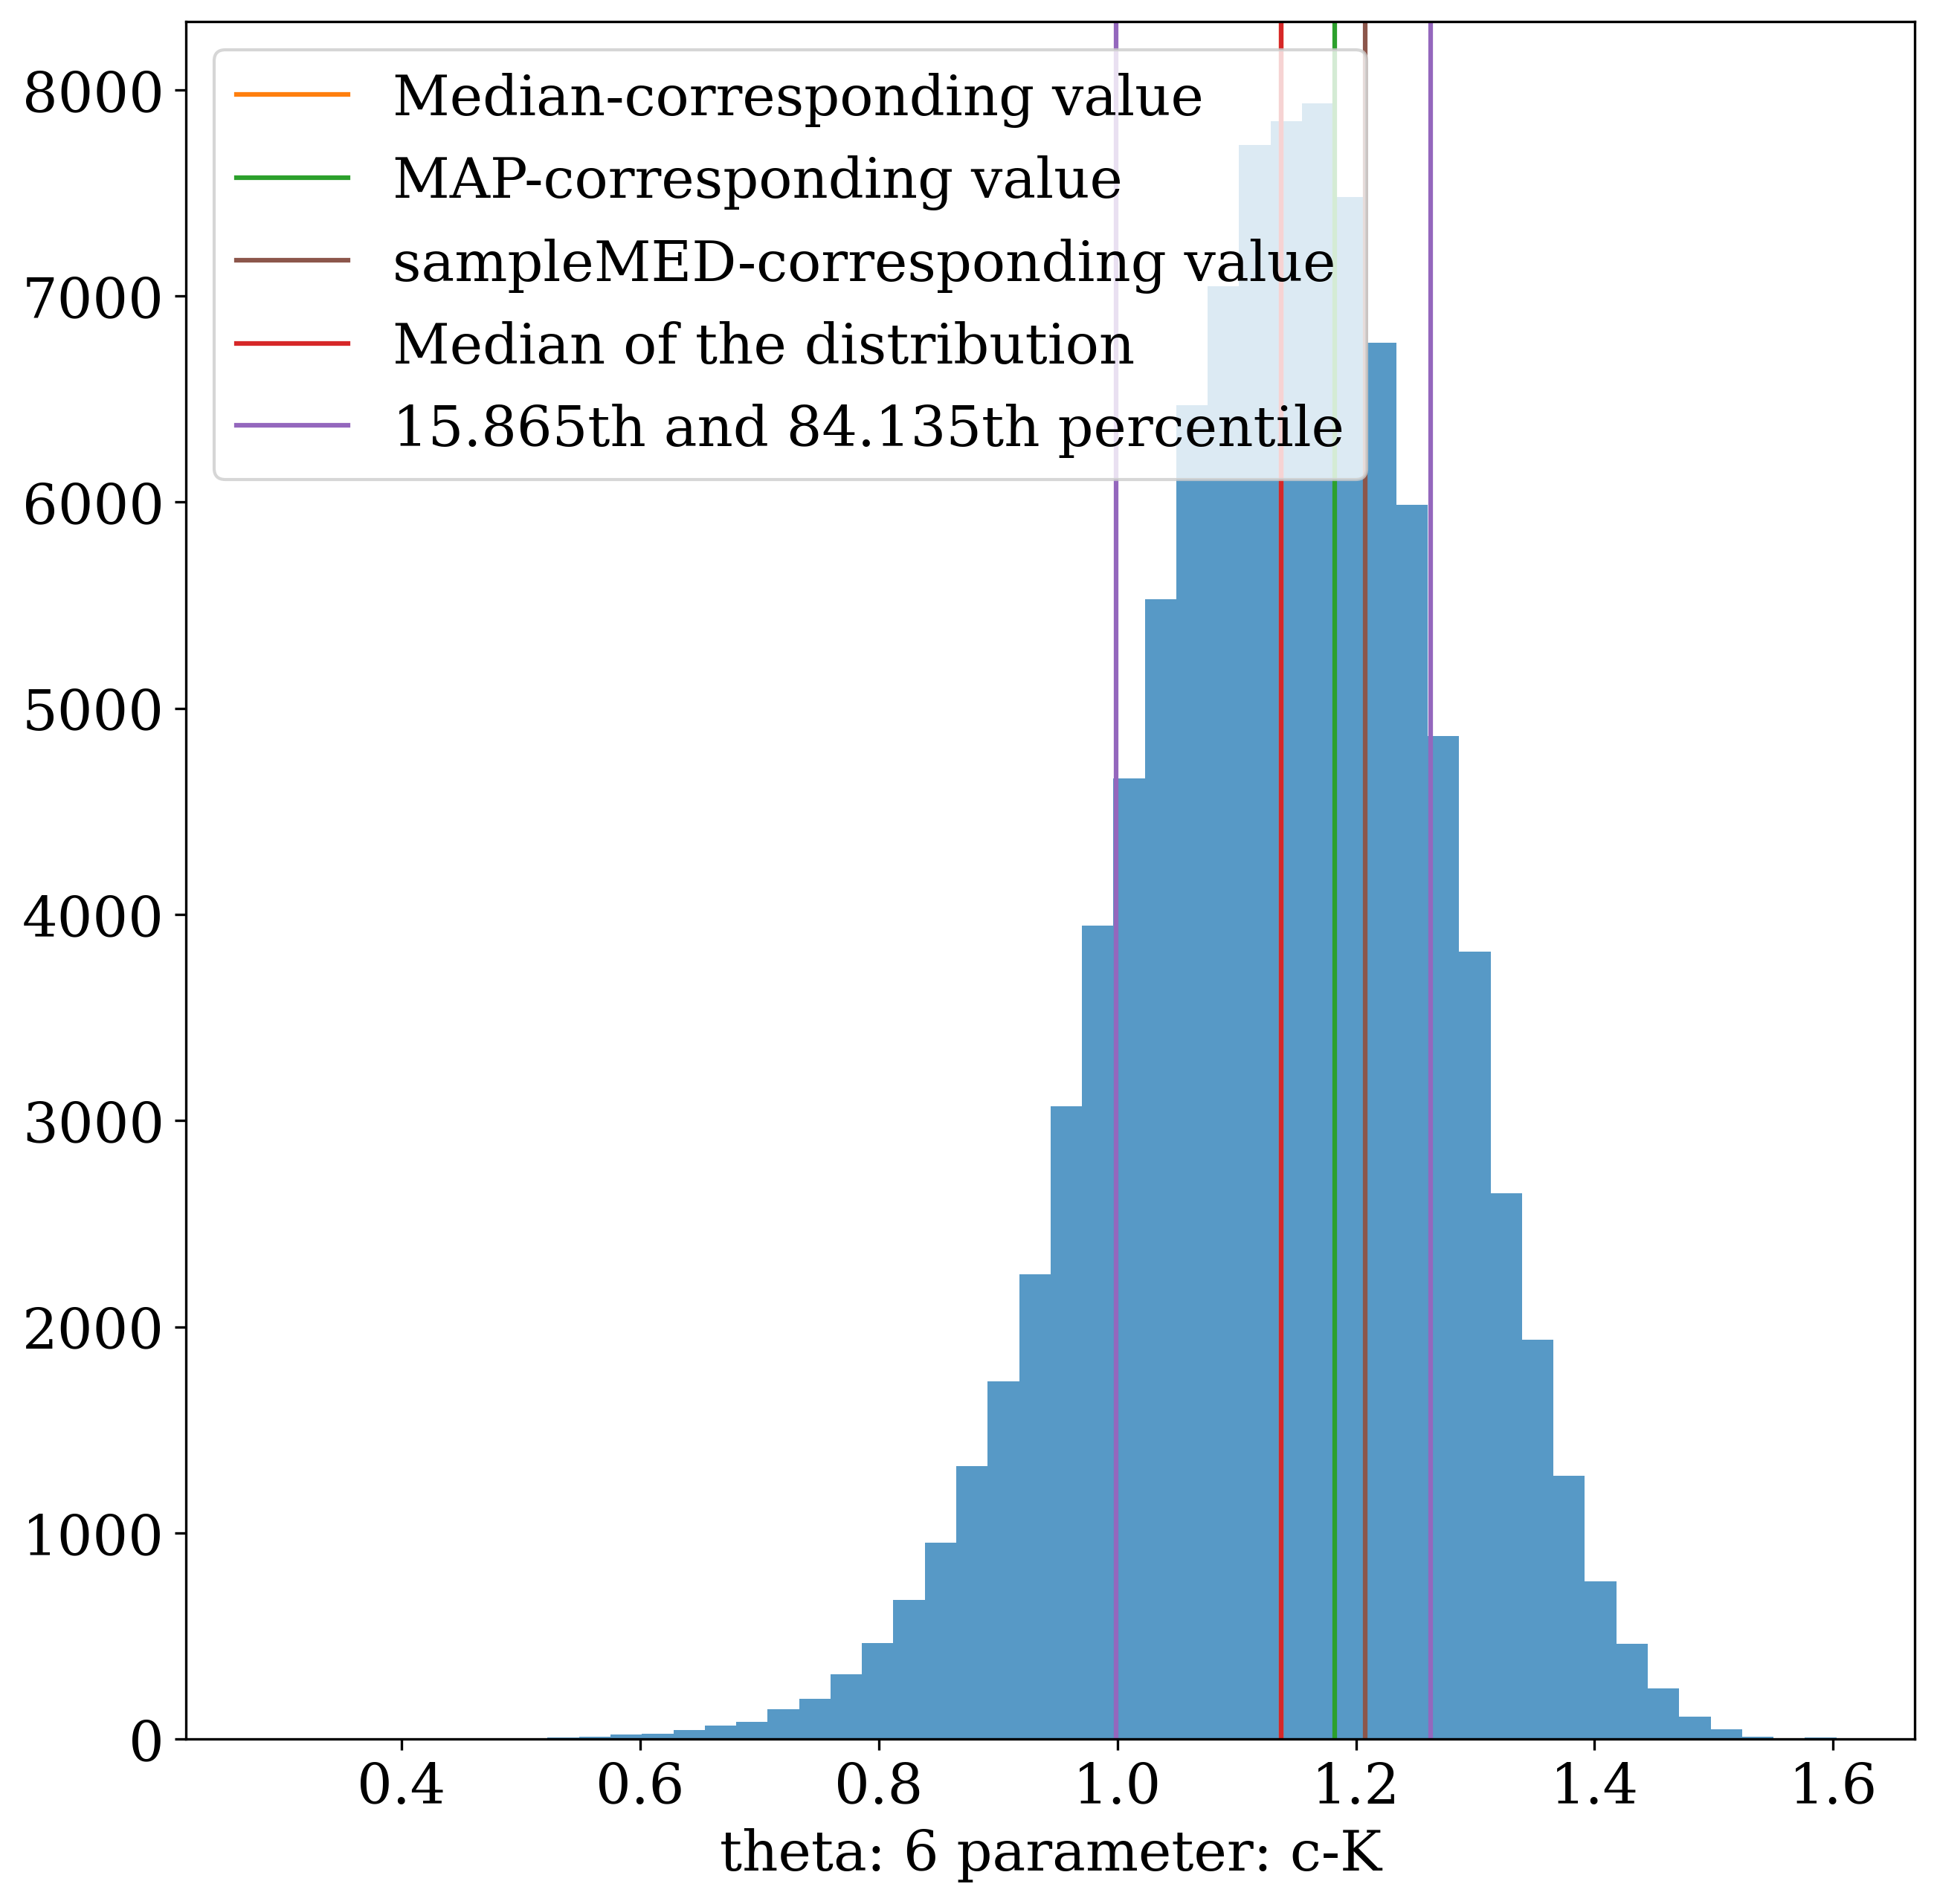 8000
7000
6000
5000
4000
3000
2000
1000
0
Median-corresponding value
MAP-corresponding value
sampleMED-corresponding value
Median of the distribution
15.865th and 84.135th percentile
0.4 0.6 0.8 1.0 1.2 1.4 1.6
theta: 6 parameter: c-K